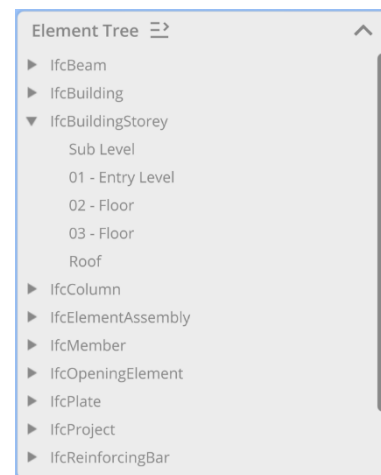 Element Tree
IfcBeam
IfcBuilding
IfcBuildingStorey
Sub Level
01 - Entry Level
02 - Floor
03 - Floor
Roof
IfcColumn
IfcElementAssembly
IfcMember
IfcOpeningElement
IfcPlate
IfcProject
IfcReinforcingBar